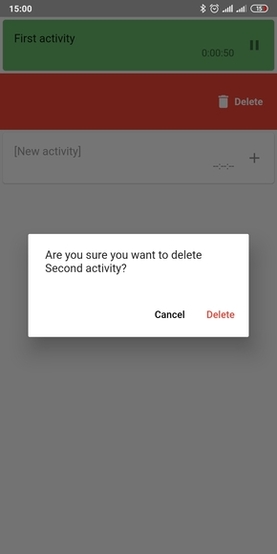 15:00
15
First activity
0:00:50
Delete
[New activity]
--:--:--
Are you sure you want to delete
Second activity?
Cancel
Delete